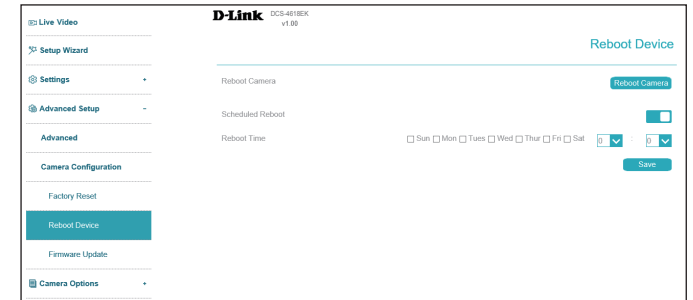 D-Link DCS-4618EK
v1.00
Live Video
Setup Wizard
Settings +
Advanced Setup -
Advanced
Camera Configuration
Factory Reset
Reboot Device
Firmware Update
Camera Options +
Reboot Device
Reboot Camera Reboot Camera
Scheduled Reboot
Reboot Time Sun Mon Tues Wed Thur Fri Sat 0 : 0
Save